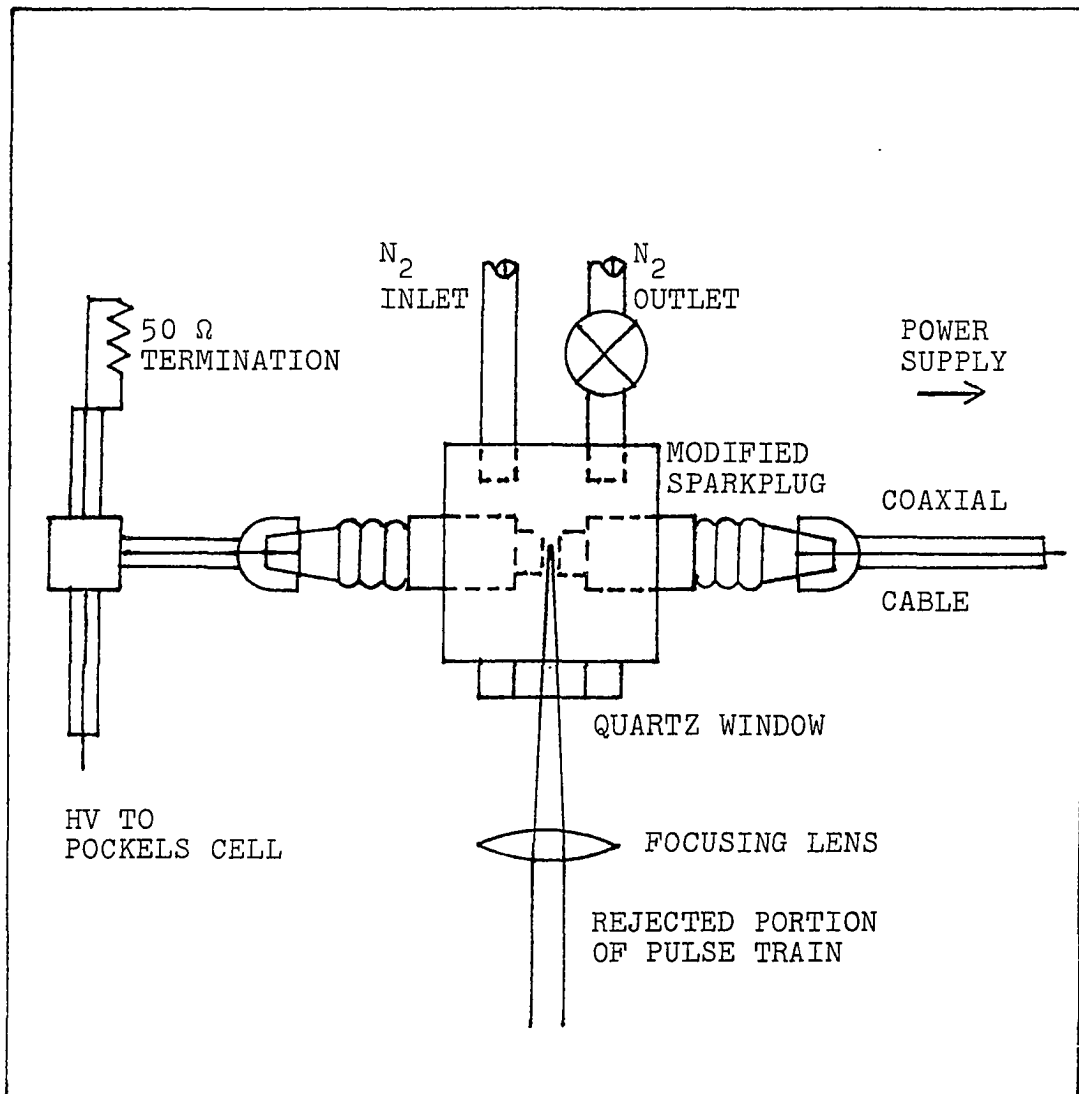 N2
INLET
N2
OUTLET
50 Ω
TERMINATION
POWER
SUPPLY
MODIFIED
SPARKPLUG
COAXIAL
CABLE
QUARTZ WINDOW
HV TO
POCKELS CELL
FOCUSING LENS
REJECTED PORTION
OF PULSE TRAIN